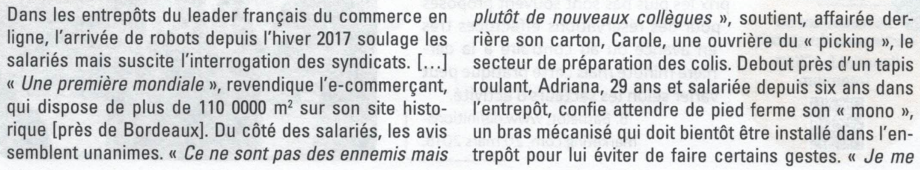 Dans les entrepôts du leader français du commerce en
ligne, l'arrivée de robots depuis l'hiver 2017 soulage les
salariés mais suscite l'interrogation des syndicats. […]
« Une première mondiale », revendique l'e-commerçant,
qui dispose de plus de 110 0000 m² sur son site histo-
rique [près de Bordeaux]. Du côté des salariés, les avis
semblent unanimes. « Ce ne sont pas des ennemis mais
plutôt de nouveaux collègues », soutient, affairée der-
rière son carton, Carole, une ouvrière du « picking », le
secteur de préparation des colis. Debout près d'un tapis
roulant, Adriana, 29 ans et salariée depuis six ans dans
l'entrepôt, confie attendre de pied ferme son « mono »,
un bras mécanisé qui doit bientôt être installé dans l'en-
trepôt pour lui éviter de faire certains gestes. « Je me